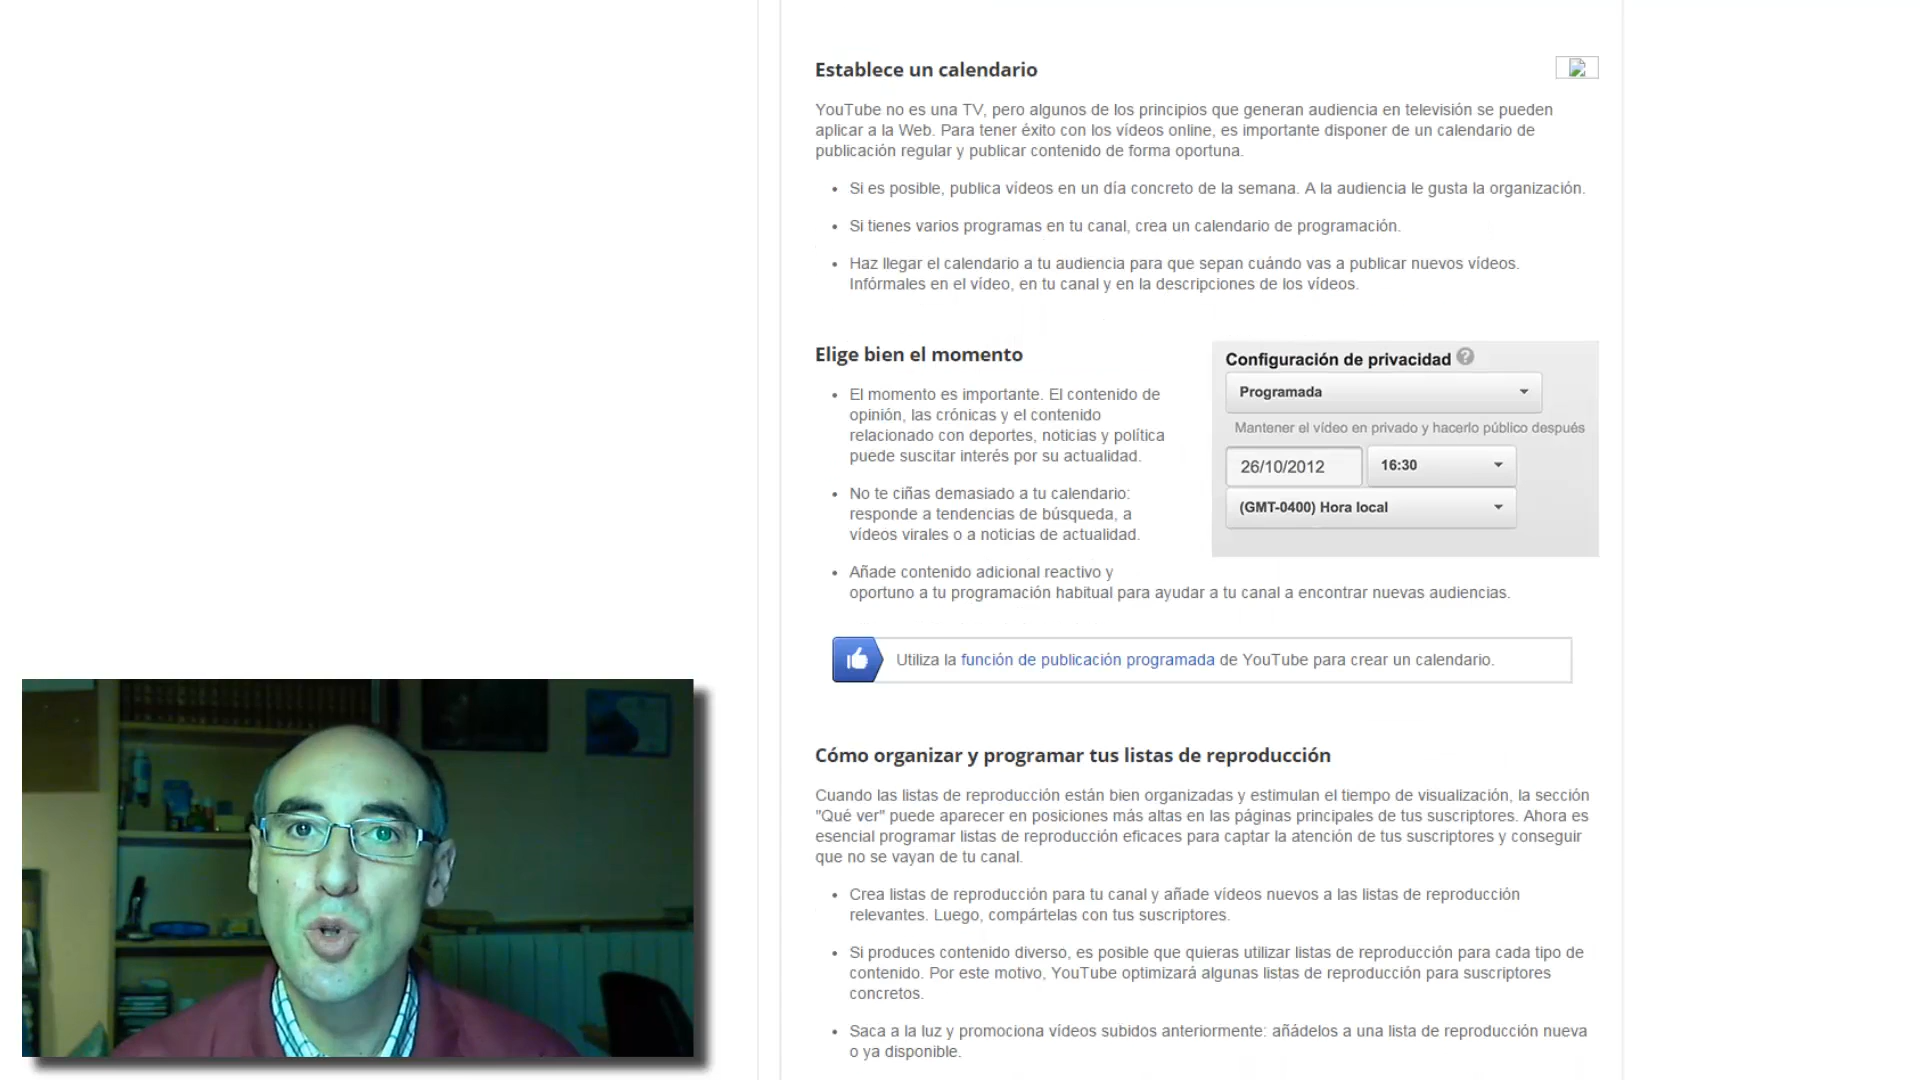 Establece un calendario
YouTube no es una TV, pero algunos de los principios que generan audiencia en televisión se pueden
aplicar a la Web. Para tener éxito con los vídeos online, es importante disponer de un calendario de
publicación regular y publicar contenido de forma oportuna.
• Si es posible, publica vídeos en un día concreto de la semana. A la audiencia le gusta la organización.
• Si tienes varios programas en tu canal, crea un calendario de programación.
• Haz llegar el calendario a tu audiencia para que sepan cuándo vas a publicar nuevos vídeos.
Infórmales en el vídeo, en tu canal y en la descripciones de los vídeos.
Elige bien el momento
• El momento es importante. El contenido de
opinión, las crónicas y el contenido
relacionado con deportes, noticias y política
puede suscitar interés por su actualidad.
• No te ciñas demasiado a tu calendario:
responde a tendencias de búsqueda, a
vídeos virales o a noticias de actualidad.
• Añade contenido adicional reactivo y
oportuno a tu programación habitual para ayudar a tu canal a encontrar nuevas audiencias.
Configuración de privacidad ?
Programada
Mantener el vídeo en privado y hacerlo público después
26/10/2012 16:30
(GMT-0400) Hora local
Utiliza la función de publicación programada de YouTube para crear un calendario.
Cómo organizar y programar tus listas de reproducción
Cuando las listas de reproducción están bien organizadas y estimulan el tiempo de visualización, la sección
"Qué ver" puede aparecer en posiciones más altas en las páginas principales de tus suscriptores. Ahora es
esencial programar listas de reproducción eficaces para captar la atención de tus suscriptores y conseguir
que no se vayan de tu canal.
• Crea listas de reproducción para tu canal y añade vídeos nuevos a las listas de reproducción
relevantes. Luego, compártelas con tus suscriptores.
• Si produces contenido diverso, es posible que quieras utilizar listas de reproducción para cada tipo de
contenido. Por este motivo, YouTube optimizará algunas listas de reproducción para suscriptores
concretos.
• Saca a la luz y promociona vídeos subidos anteriormente: añádelos a una lista de reproducción nueva
o ya disponible.